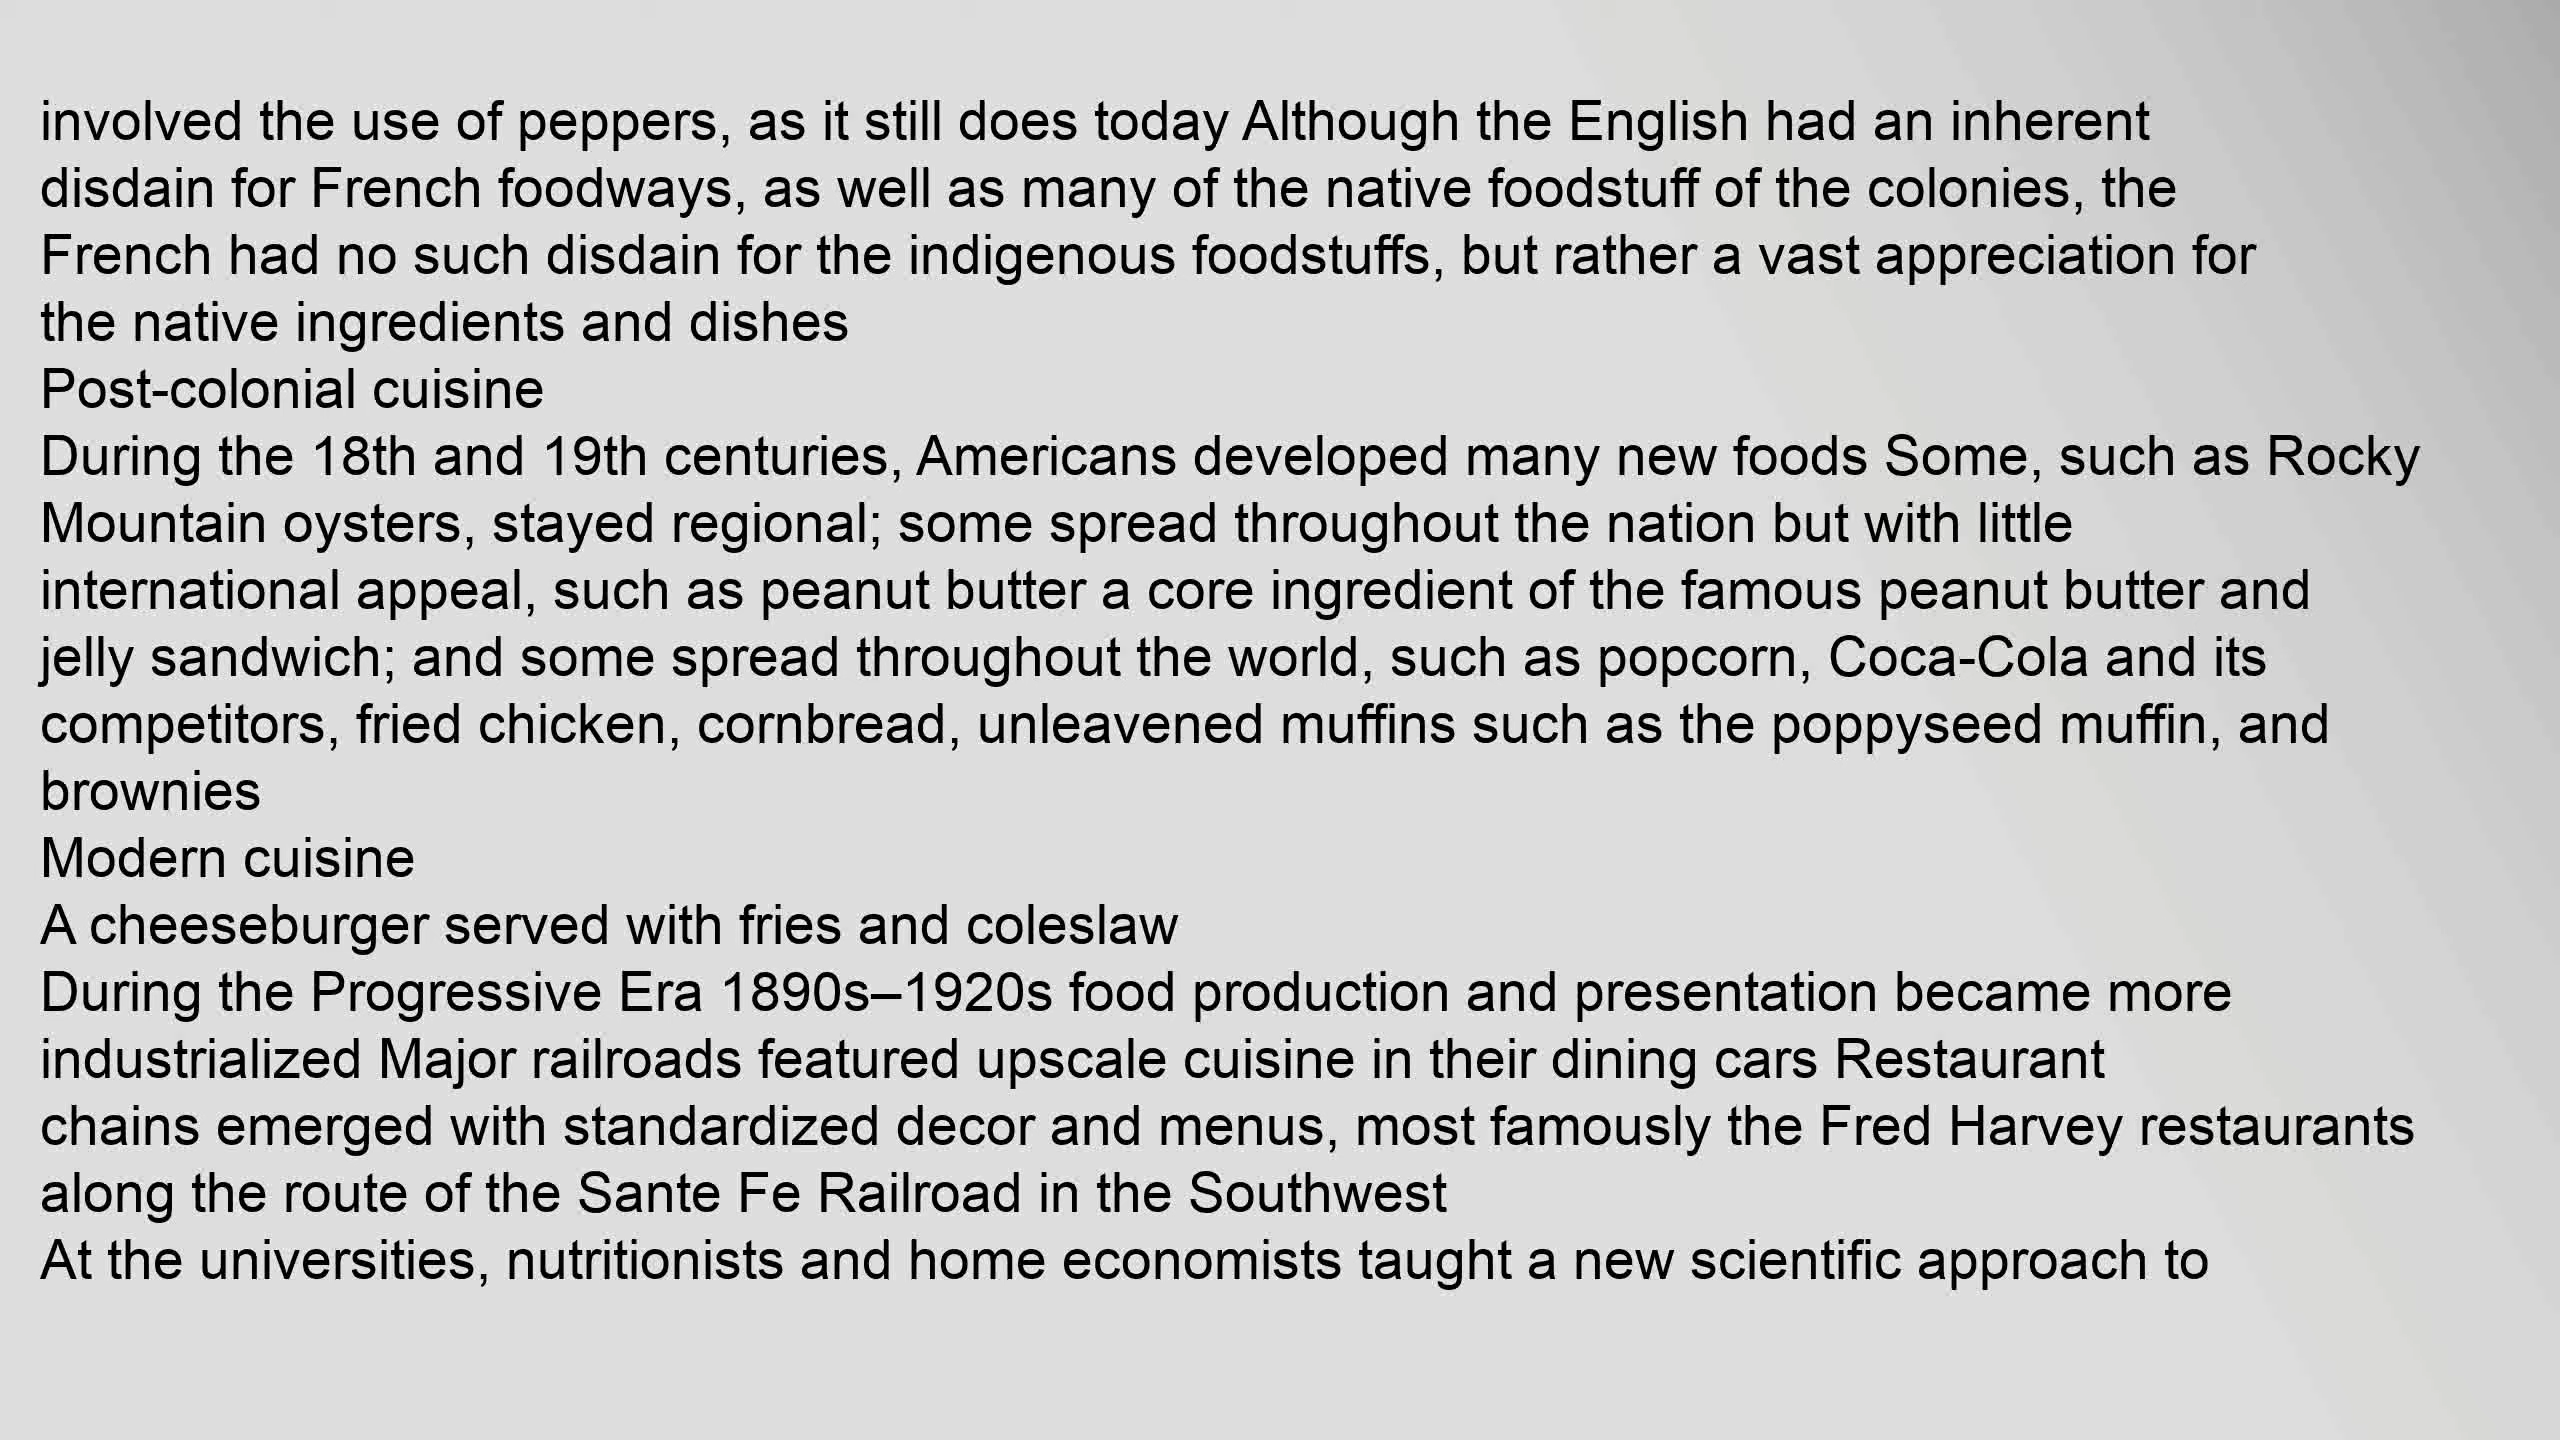 involved the use of peppers, as it still does today Although the English had an inherent
disdain for French foodways, as well as many of the native foodstuff of the colonies, the
French had no such disdain for the indigenous foodstuffs, but rather a vast appreciation for
the native ingredients and dishes
Post-colonial cuisine
During the 18th and 19th centuries, Americans developed many new foods Some, such as Rocky
Mountain oysters, stayed regional; some spread throughout the nation but with little
international appeal, such as peanut butter a core ingredient of the famous peanut butter and
jelly sandwich; and some spread throughout the world, such as popcorn, Coca-Cola and its
competitors, fried chicken, cornbread, unleavened muffins such as the poppyseed muffin, and
brownies
Modern cuisine
A cheeseburger served with fries and coleslaw
During the Progressive Era 1890s–1920s food production and presentation became more
industrialized Major railroads featured upscale cuisine in their dining cars Restaurant
chains emerged with standardized decor and menus, most famously the Fred Harvey restaurants
along the route of the Sante Fe Railroad in the Southwest
At the universities, nutritionists and home economists taught a new scientific approach to